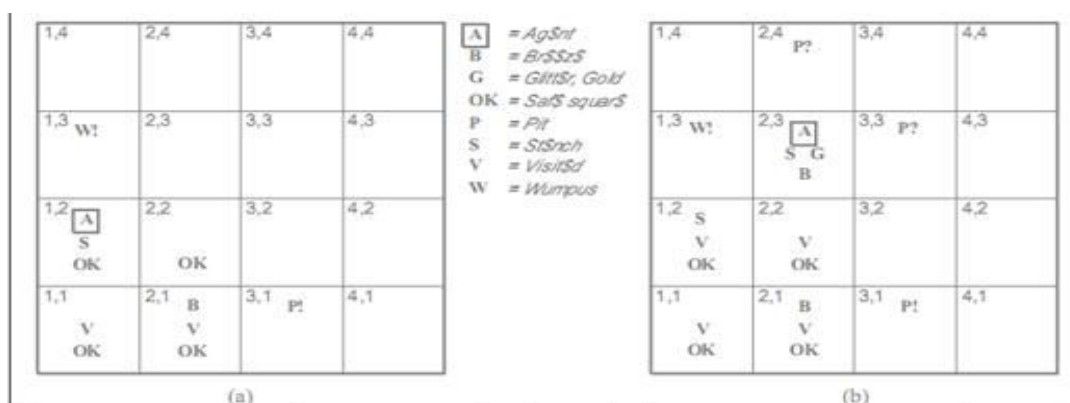 1,4 2,4 3,4 4,4
1,3 W! 2,3 3,3 4,3
1,2 A 2,2 3,2 4,2
S
OK OK
1,1 2,1 B 3,1 P! 4,1
V V
OK OK
(a)
A = Ag$nt
B = Br$$z$
G = Glitt$r, Gold
OK = Saf$ squar$
P = Pit
S = St$nch
V = Visit$d
W = Wumpus
1,4 2,4 P? 3,4 4,4
1,3 W! 2,3 A 3,3 P? 4,3
S G
B
1,2 S 2,2 3,2 4,2
V V
OK OK
1,1 2,1 B 3,1 P! 4,1
V V
OK OK
(b)